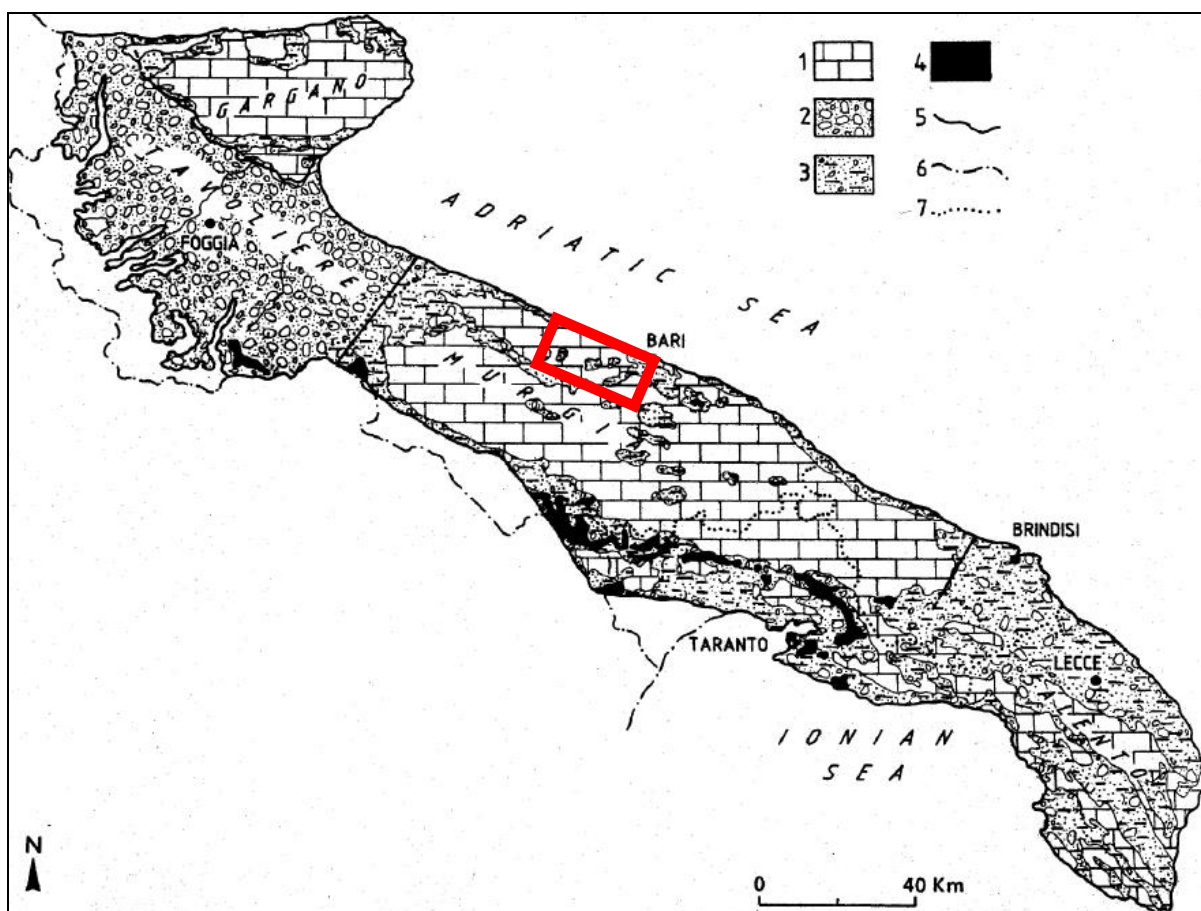 GARGANO
1
4
2
5
3
6
7
TAVOLIERE
FOGGIA
ADRIATIC SEA
BARI
MURGE
BRINDISI
TARANTO
LECCE
SALENTO
IONIAN
SEA
N
0 40 Km